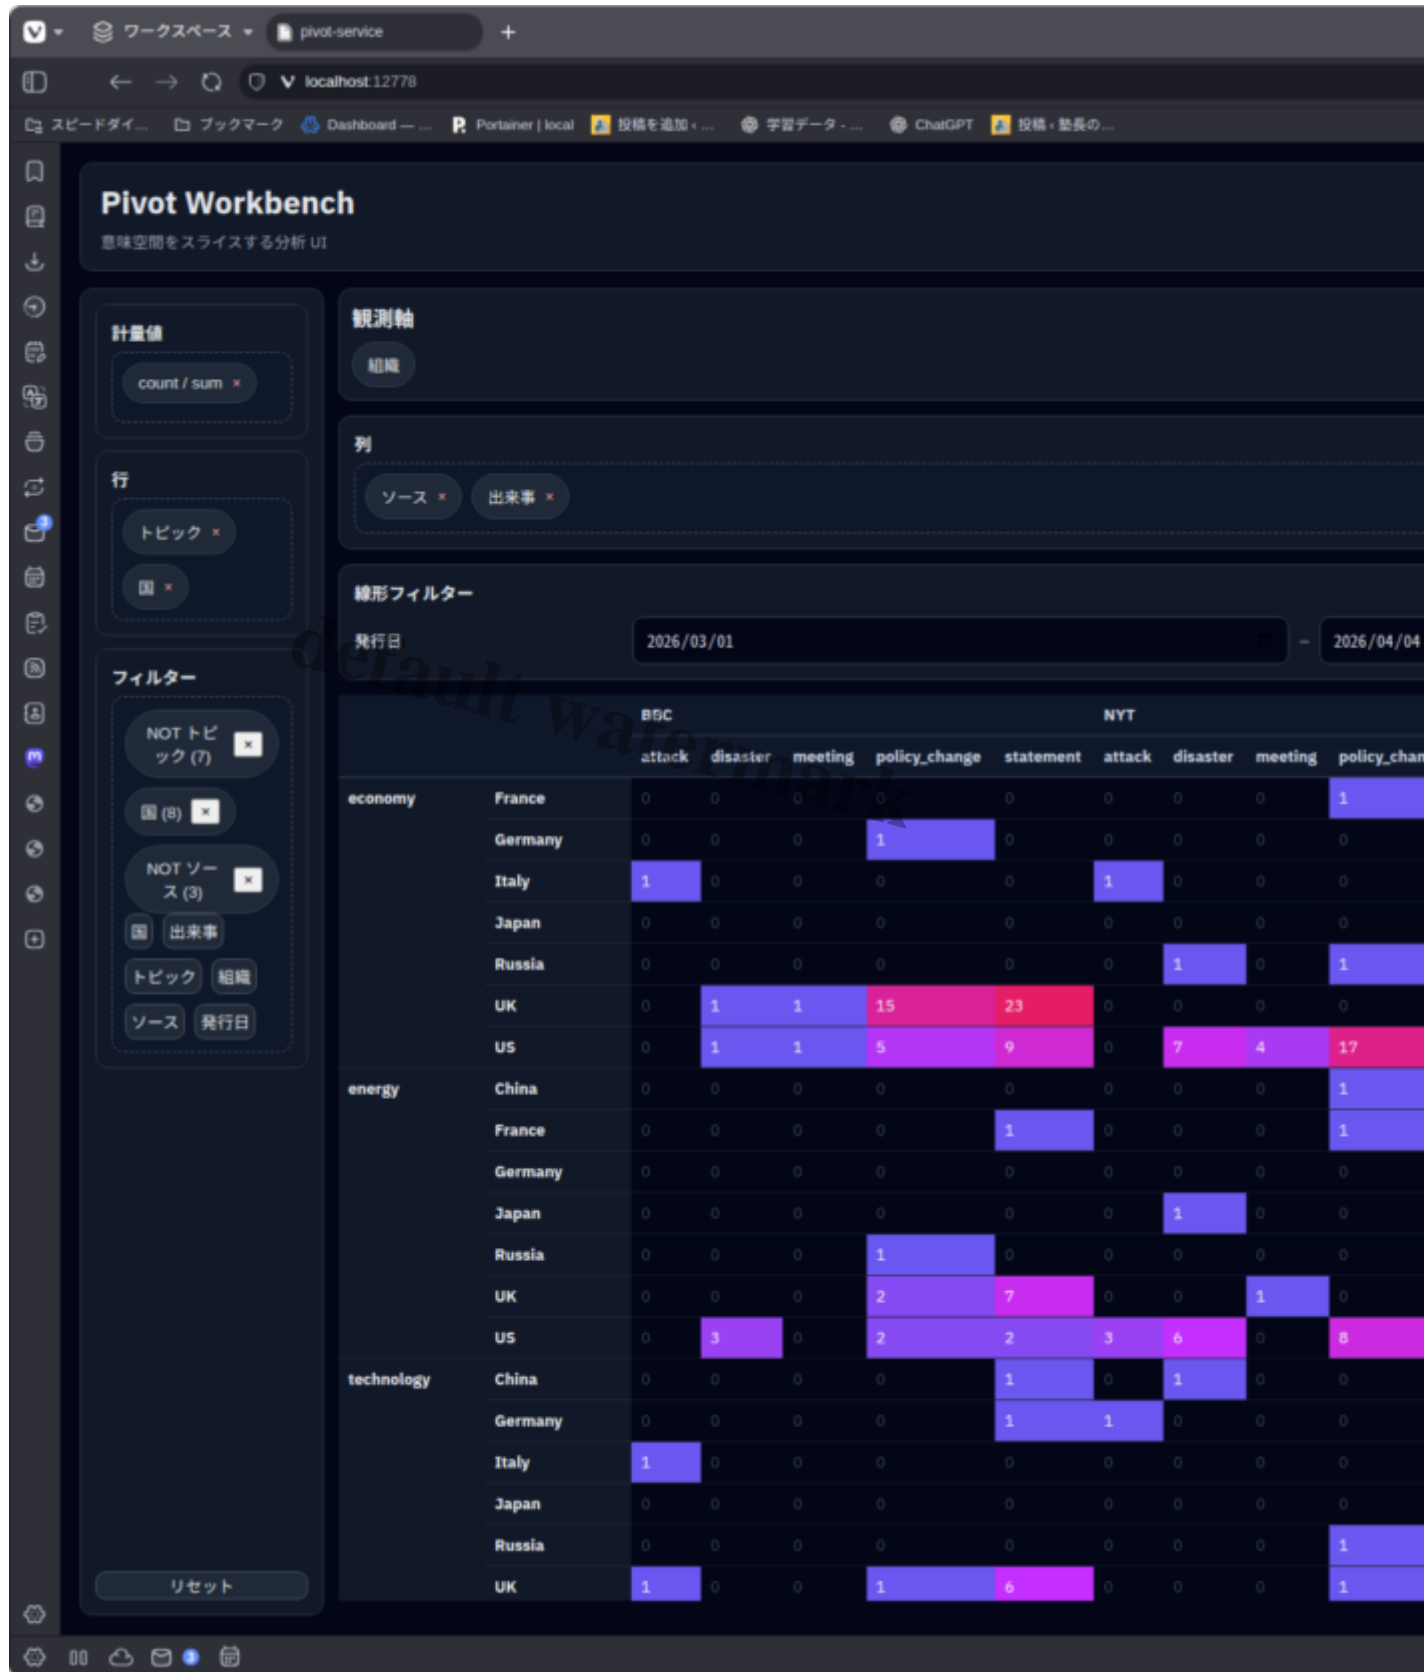 ワークスペース pivot-service +
localhost:12778
スピードダイ... ブックマーク Dashboard — ... Portainer | local 投稿を追加 ‹ ... 学習データ - ... ChatGPT 投稿 ‹ 塾長の...
Pivot Workbench
意味空間をスライスする分析 UI
計量値
count / sum ×
行
トピック ×
国 ×
フィルター
NOT トピ
ック (7) ×
国 (8) ×
NOT ソー
ス (3) ×
国 出来事
トピック 組織
ソース 発行日
リセット
観測軸
組織
列
ソース × 出来事 ×
線形フィルター
発行日 2026/03/01 – 2026/04/04
default watermark
BBC NYT
attack disaster meeting policy_change statement attack disaster meeting policy_chan
economy France 0 0 0 0 0 0 0 0 1
Germany 0 0 0 1 0 0 0 0 0
Italy 1 0 0 0 0 1 0 0 0
Japan 0 0 0 0 0 0 0 0 0
Russia 0 0 0 0 0 0 1 0 1
UK 0 1 1 15 23 0 0 0 0
US 0 1 1 5 9 0 7 4 17
energy China 0 0 0 0 0 0 0 0 1
France 0 0 0 0 1 0 0 0 1
Germany 0 0 0 0 0 0 0 0 0
Japan 0 0 0 0 0 0 1 0 0
Russia 0 0 0 1 0 0 0 0 0
UK 0 0 0 2 7 0 0 1 0
US 0 3 0 2 2 3 6 0 8
technology China 0 0 0 0 1 0 1 0 0
Germany 0 0 0 0 1 1 0 0 0
Italy 1 0 0 0 0 0 0 0 0
Japan 0 0 0 0 0 0 0 0 0
Russia 0 0 0 0 0 0 0 0 1
UK 1 0 0 1 6 0 0 0 1
3